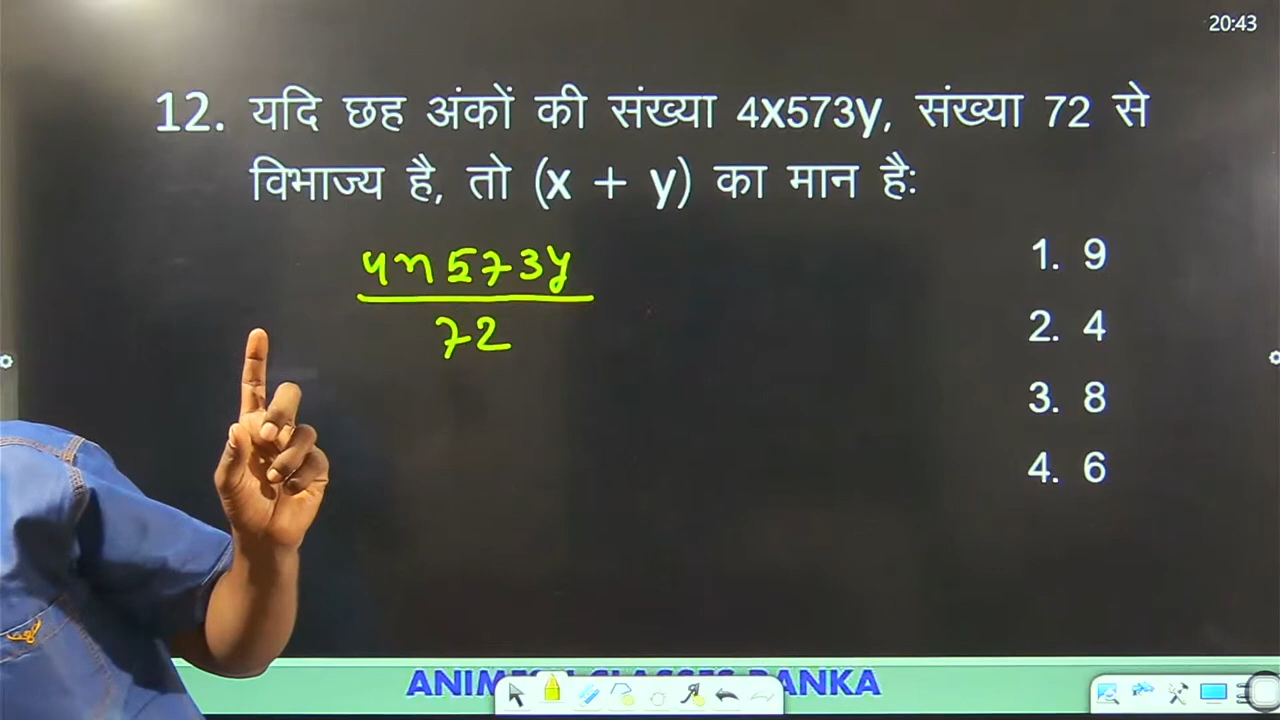 20:43
12. यदि छह अंकों की संख्या 4x573y, संख्या 72 से
विभाज्य है, तो (x + y) का मान है:
4x573y
72
1. 9
2. 4
3. 8
4. 6